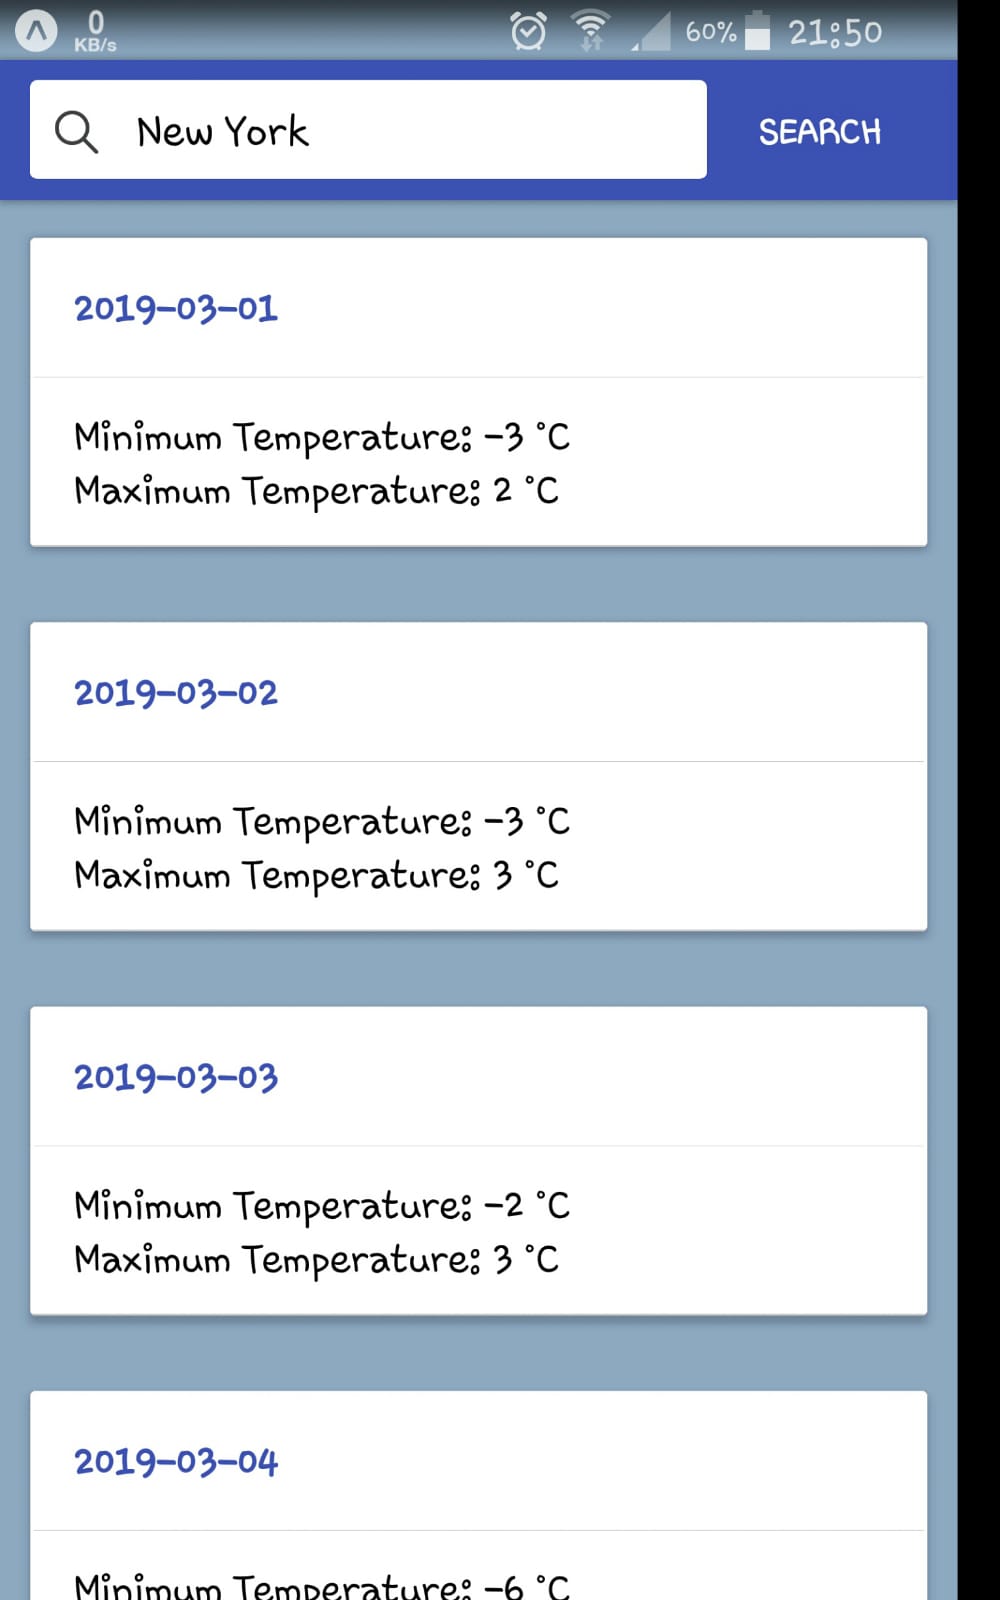 0
KB/s
60% 21:50
New York
SEARCH
2019-03-01
Minimum Temperature: -3 °C
Maximum Temperature: 2 °C
2019-03-02
Minimum Temperature: -3 °C
Maximum Temperature: 3 °C
2019-03-03
Minimum Temperature: -2 °C
Maximum Temperature: 3 °C
2019-03-04
Minimum Temperature: -6 °C